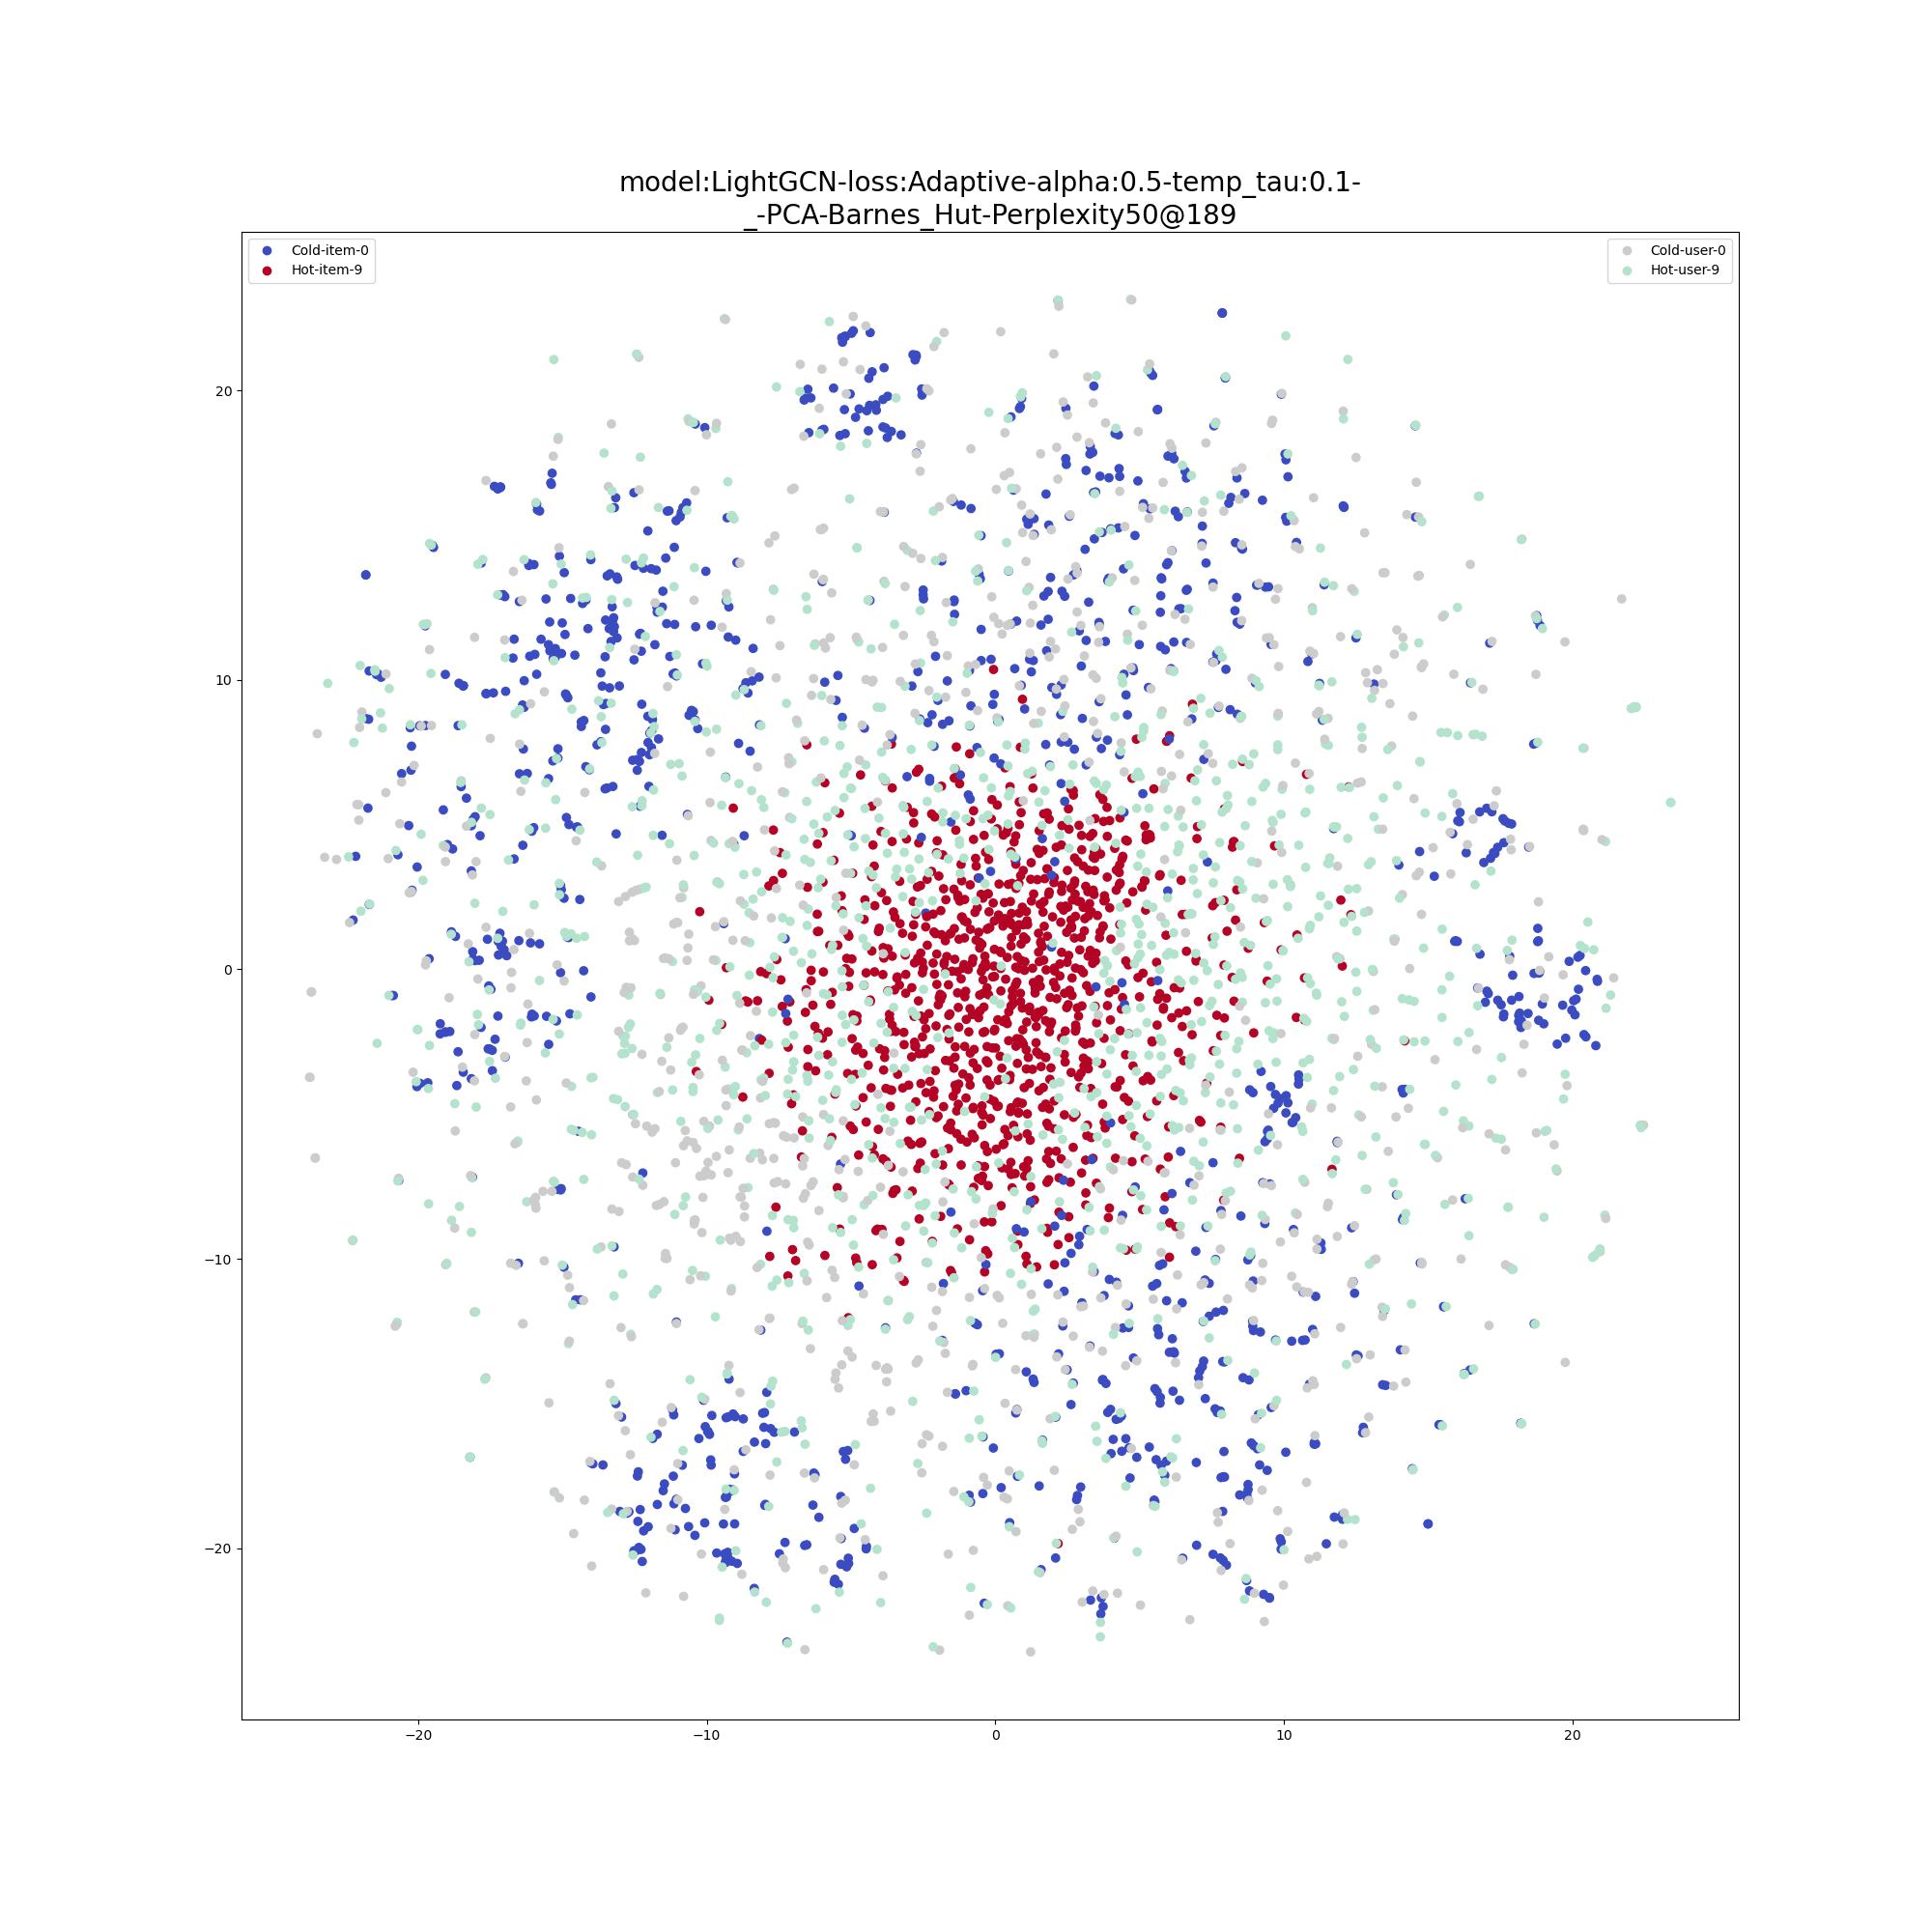 model:LightGCN-loss:Adaptive-alpha:0.5-temp_tau:0.1-
_-PCA-Barnes_Hut-Perplexity50@189
Cold-item-0
Hot-item-9
Cold-user-0
Hot-user-9
20
10
0
−10
−20
−20
−10
0
10
20